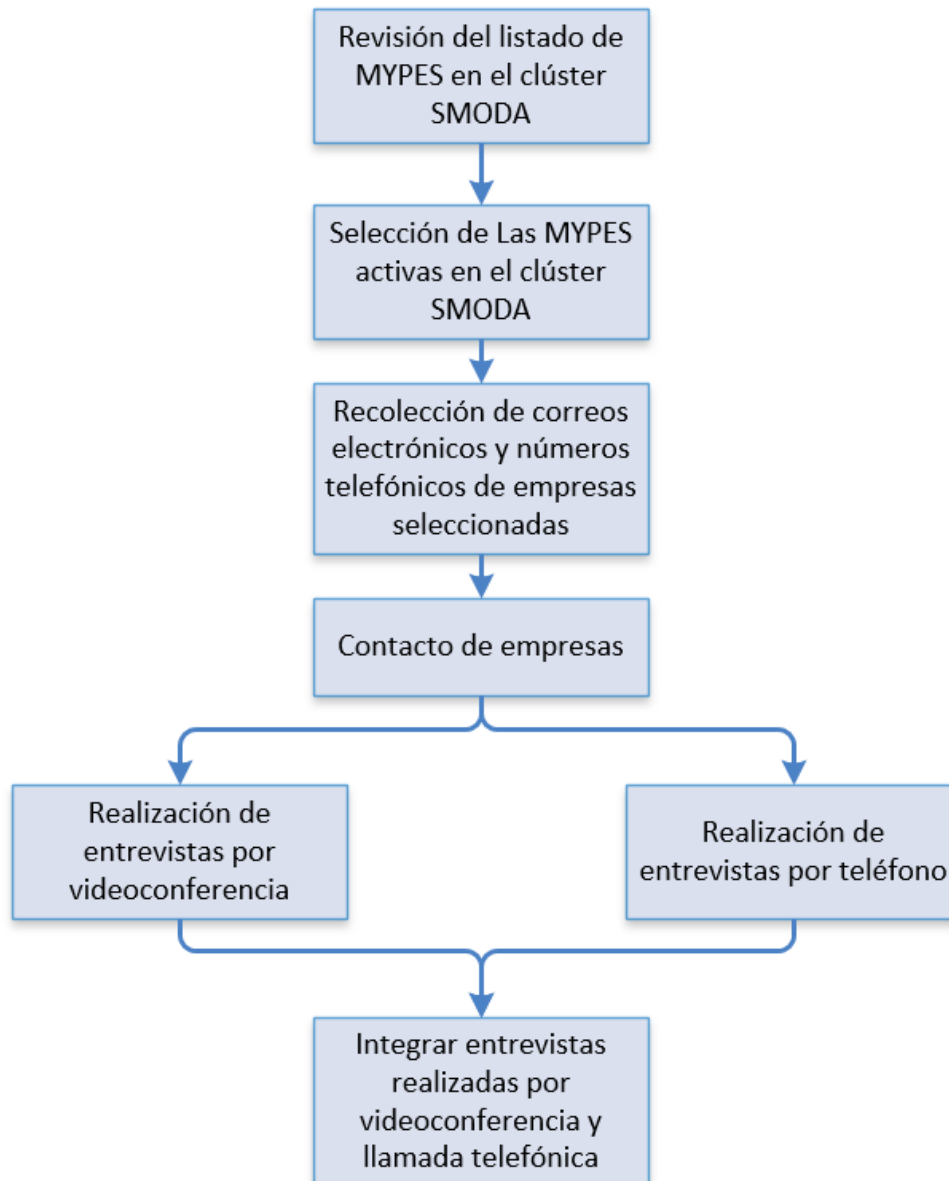 Revisión del listado de
MYPES en el clúster
SMODA
Selección de Las MYPES
activas en el clúster
SMODA
Recolección de correos
electrónicos y números
telefónicos de empresas
seleccionadas
Contacto de empresas
Realización de
entrevistas por
videoconferencia
Realización de
entrevistas por teléfono
Integrar entrevistas
realizadas por
videoconferencia y
llamada telefónica